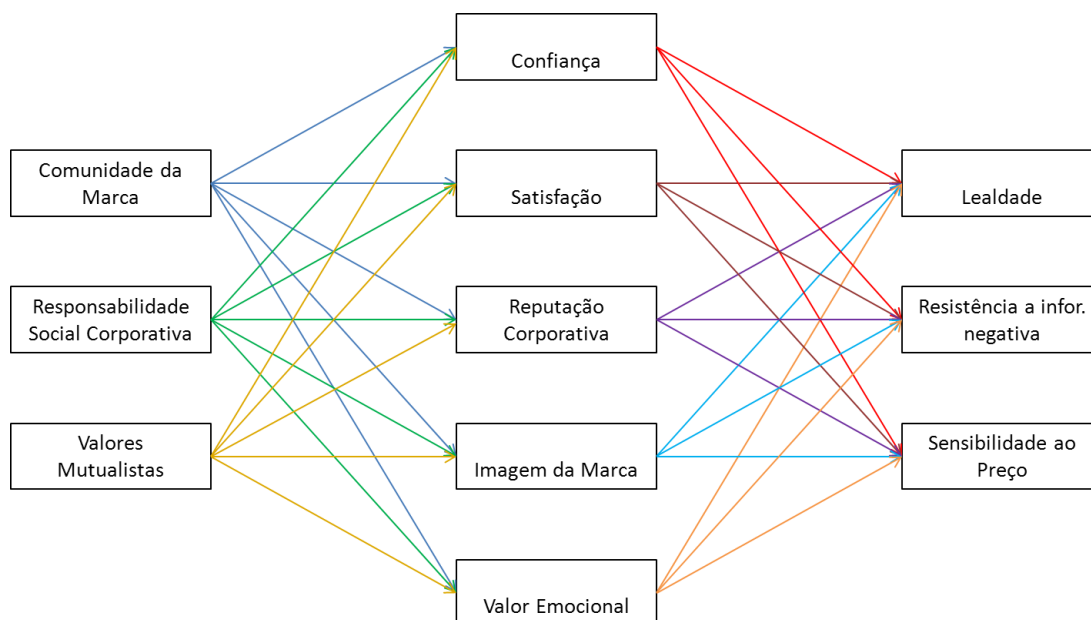 Comunidade da
Marca
Responsabilidade
Social Corporativa
Valores
Mutualistas
Confiança
Satisfação
Reputação
Corporativa
Imagem da Marca
Valor Emocional
Lealdade
Resistência a infor.
negativa
Sensibilidade ao
Preço